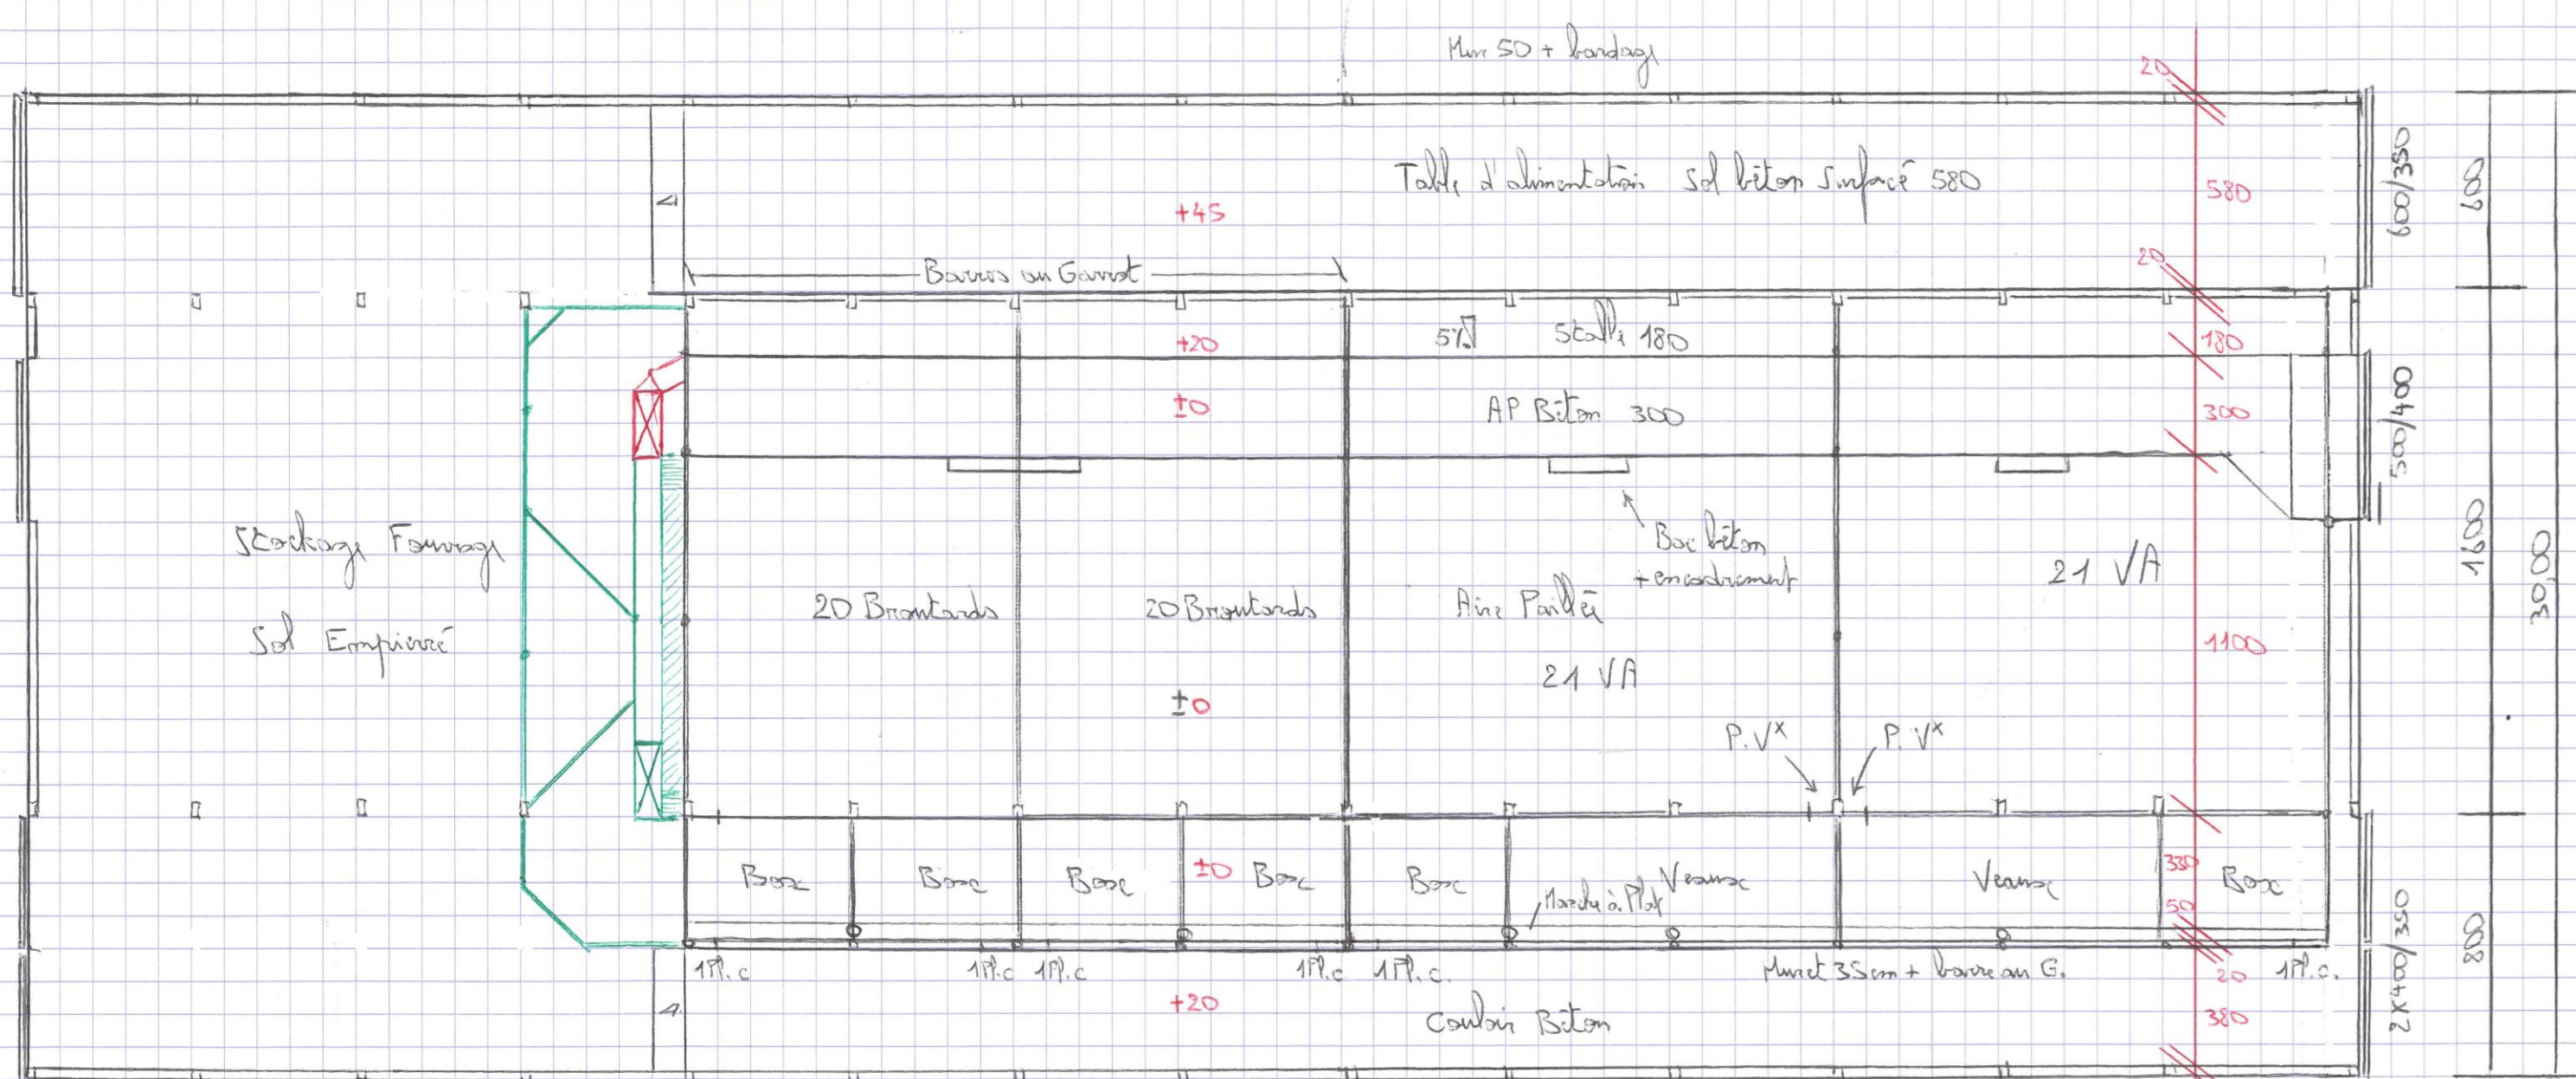 Mur 50 + bardage
20
Table d'alimentation Sol béton Surfacé 580
580
600/350
+45
Barres au Garrot
20
+20
5%
Stalle 180
180
±0
AP Béton 300
300
500/400
Stockage Fourrage
Sol Empierré
20 Broutards
20 Broutards
Bac béton
+ encadrement
Aire Paillée
21 VA
21 VA
1100
1600
3000
±0
P. Vx
P. Vx
Box
Box
Box
±0
Box
Box
Veaux
Veaux
330
Box
Marche à Plat
50
1Pl.c
1Pl.c
1Pl.c
1Pl.c
1Pl.c.
Muret 35cm + barre au G.
20
1Pl.c.
+20
Couloir Béton
380
2x400/350